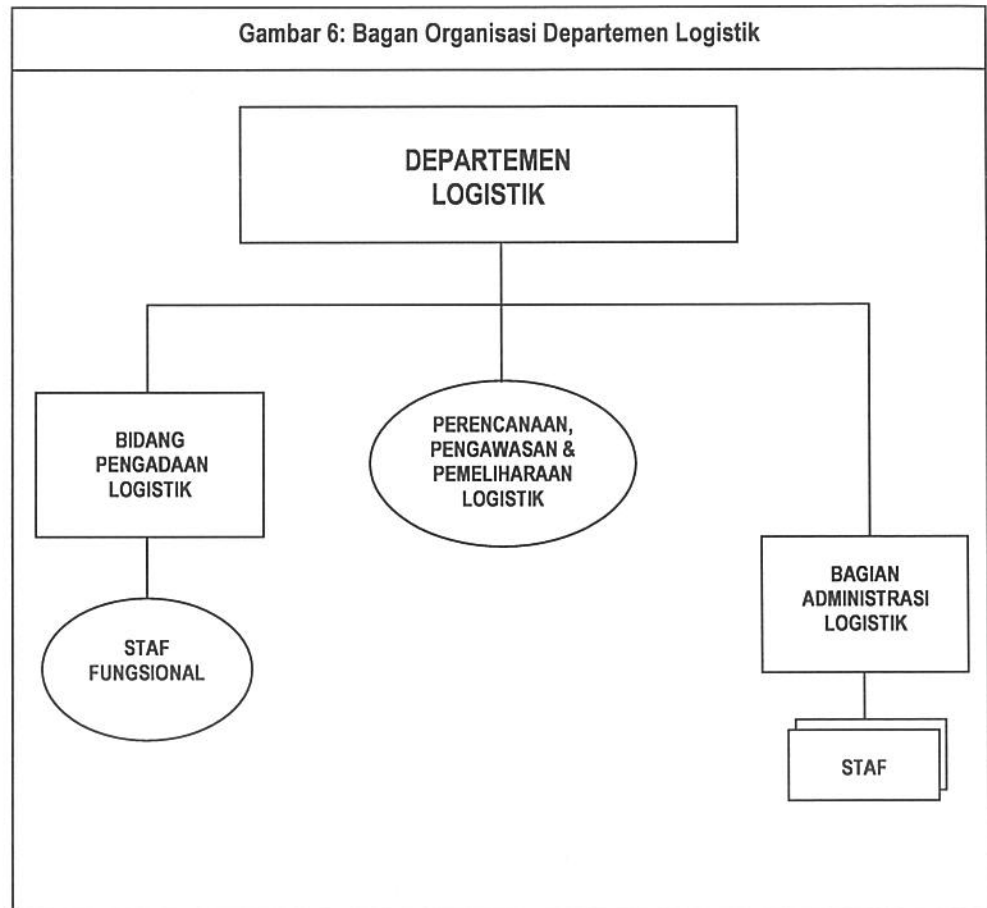 Gambar 6: Bagan Organisasi Departemen Logistik
DEPARTEMEN
LOGISTIK
BIDANG
PENGADAAN
LOGISTIK
PERENCANAAN,
PENGAWASAN &
PEMELIHARAAN
LOGISTIK
BAGIAN
ADMINISTRASI
LOGISTIK
STAF
FUNGSIONAL
STAF